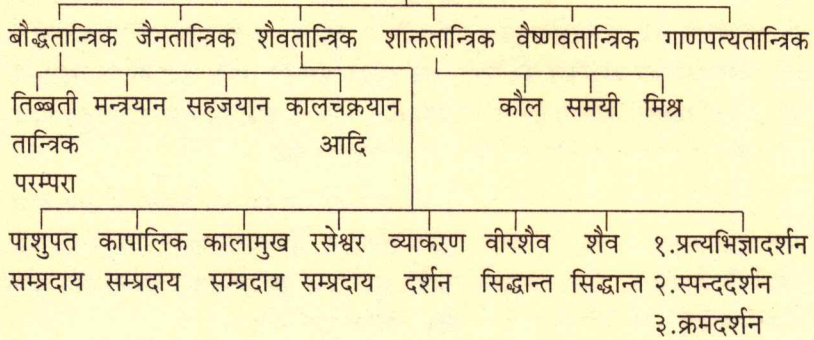 बौद्धतान्त्रिक जैनतान्त्रिक शैवतान्त्रिक शाक्ततान्त्रिक वैष्णवतान्त्रिक गाणपत्यतान्त्रिक
तिब्बती मन्त्रयान सहजयान कालचक्रयान कौल समयी मिश्र
तान्त्रिक आदि
परम्परा
पाशुपत कापालिक कालामुख रसेश्वर व्याकरण वीरशैव शैव १.प्रत्यभिज्ञादर्शन
सम्प्रदाय सम्प्रदाय सम्प्रदाय सम्प्रदाय दर्शन सिद्धान्त सिद्धान्त २.स्पन्ददर्शन
३.क्रमदर्शन